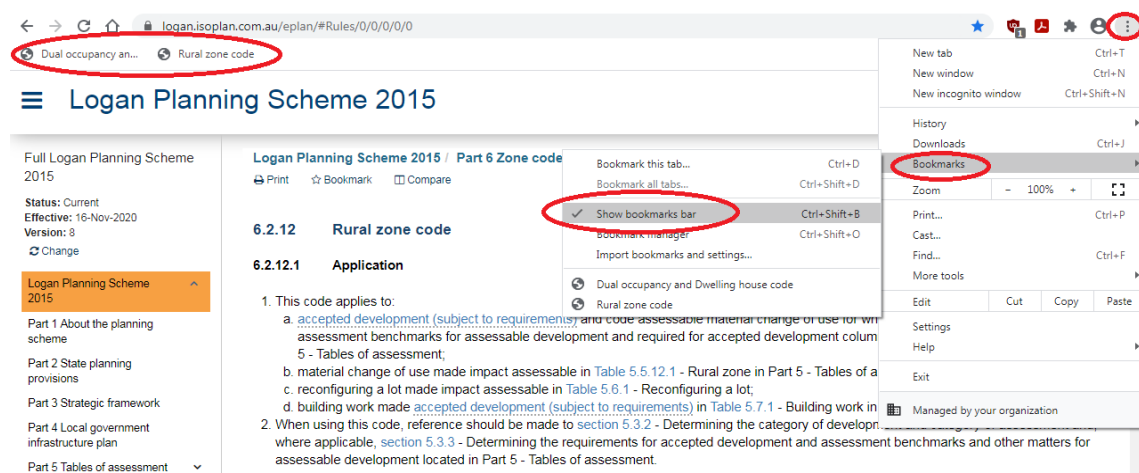 logan.isoplan.com.au/eplan/#Rules/0/0/0/0/0
1
Dual occupancy an... Rural zone code
Logan Planning Scheme 2015
Full Logan Planning Scheme
2015
Status: Current
Effective: 16-Nov-2020
Version: 8
Change
Logan Planning Scheme
2015
Part 1 About the planning
scheme
Part 2 State planning
provisions
Part 3 Strategic framework
Part 4 Local government
infrastructure plan
Part 5 Tables of assessment
Logan Planning Scheme 2015 / Part 6 Zone code
Print Bookmark Compare
6.2.12 Rural zone code
6.2.12.1 Application
1. This code applies to:
a. accepted development (subject to requirements) and code assessable material change of use for wh
assessment benchmarks for assessable development and required for accepted development colum
5 - Tables of assessment;
b. material change of use made impact assessable in Table 5.5.12.1 - Rural zone in Part 5 - Tables of a
c. reconfiguring a lot made impact assessable in Table 5.6.1 - Reconfiguring a lot;
d. building work made accepted development (subject to requirements) in Table 5.7.1 - Building work in
2. When using this code, reference should be made to section 5.3.2 - Determining the category of development and category of assessment and,
where applicable, section 5.3.3 - Determining the requirements for accepted development and assessment benchmarks and other matters for
assessable development located in Part 5 - Tables of assessment.
Bookmark this tab... Ctrl+D
Bookmark all tabs... Ctrl+Shift+D
Show bookmarks bar Ctrl+Shift+B
Bookmark manager Ctrl+Shift+O
Import bookmarks and settings...
Dual occupancy and Dwelling house code
Rural zone code
New tab Ctrl+T
New window Ctrl+N
New incognito window Ctrl+Shift+N
History
Downloads Ctrl+J
Bookmarks
Zoom - 100% +
Print... Ctrl+P
Cast...
Find... Ctrl+F
More tools
Edit Cut Copy Paste
Settings
Help
Exit
Managed by your organization